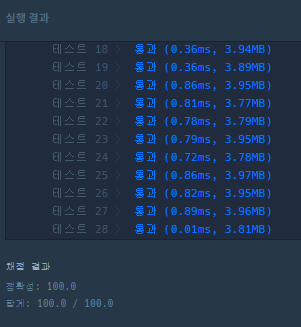 실행 결과
테스트 18 〉 통과 (0.36ms, 3.94MB)
테스트 19 〉 통과 (0.36ms, 3.89MB)
테스트 20 〉 통과 (0.86ms, 3.95MB)
테스트 21 〉 통과 (0.81ms, 3.77MB)
테스트 22 〉 통과 (0.78ms, 3.79MB)
테스트 23 〉 통과 (0.79ms, 3.95MB)
테스트 24 〉 통과 (0.72ms, 3.78MB)
테스트 25 〉 통과 (0.86ms, 3.97MB)
테스트 26 〉 통과 (0.82ms, 3.95MB)
테스트 27 〉 통과 (0.89ms, 3.96MB)
테스트 28 〉 통과 (0.01ms, 3.81MB)
채점 결과
정확성: 100.0
합계: 100.0 / 100.0